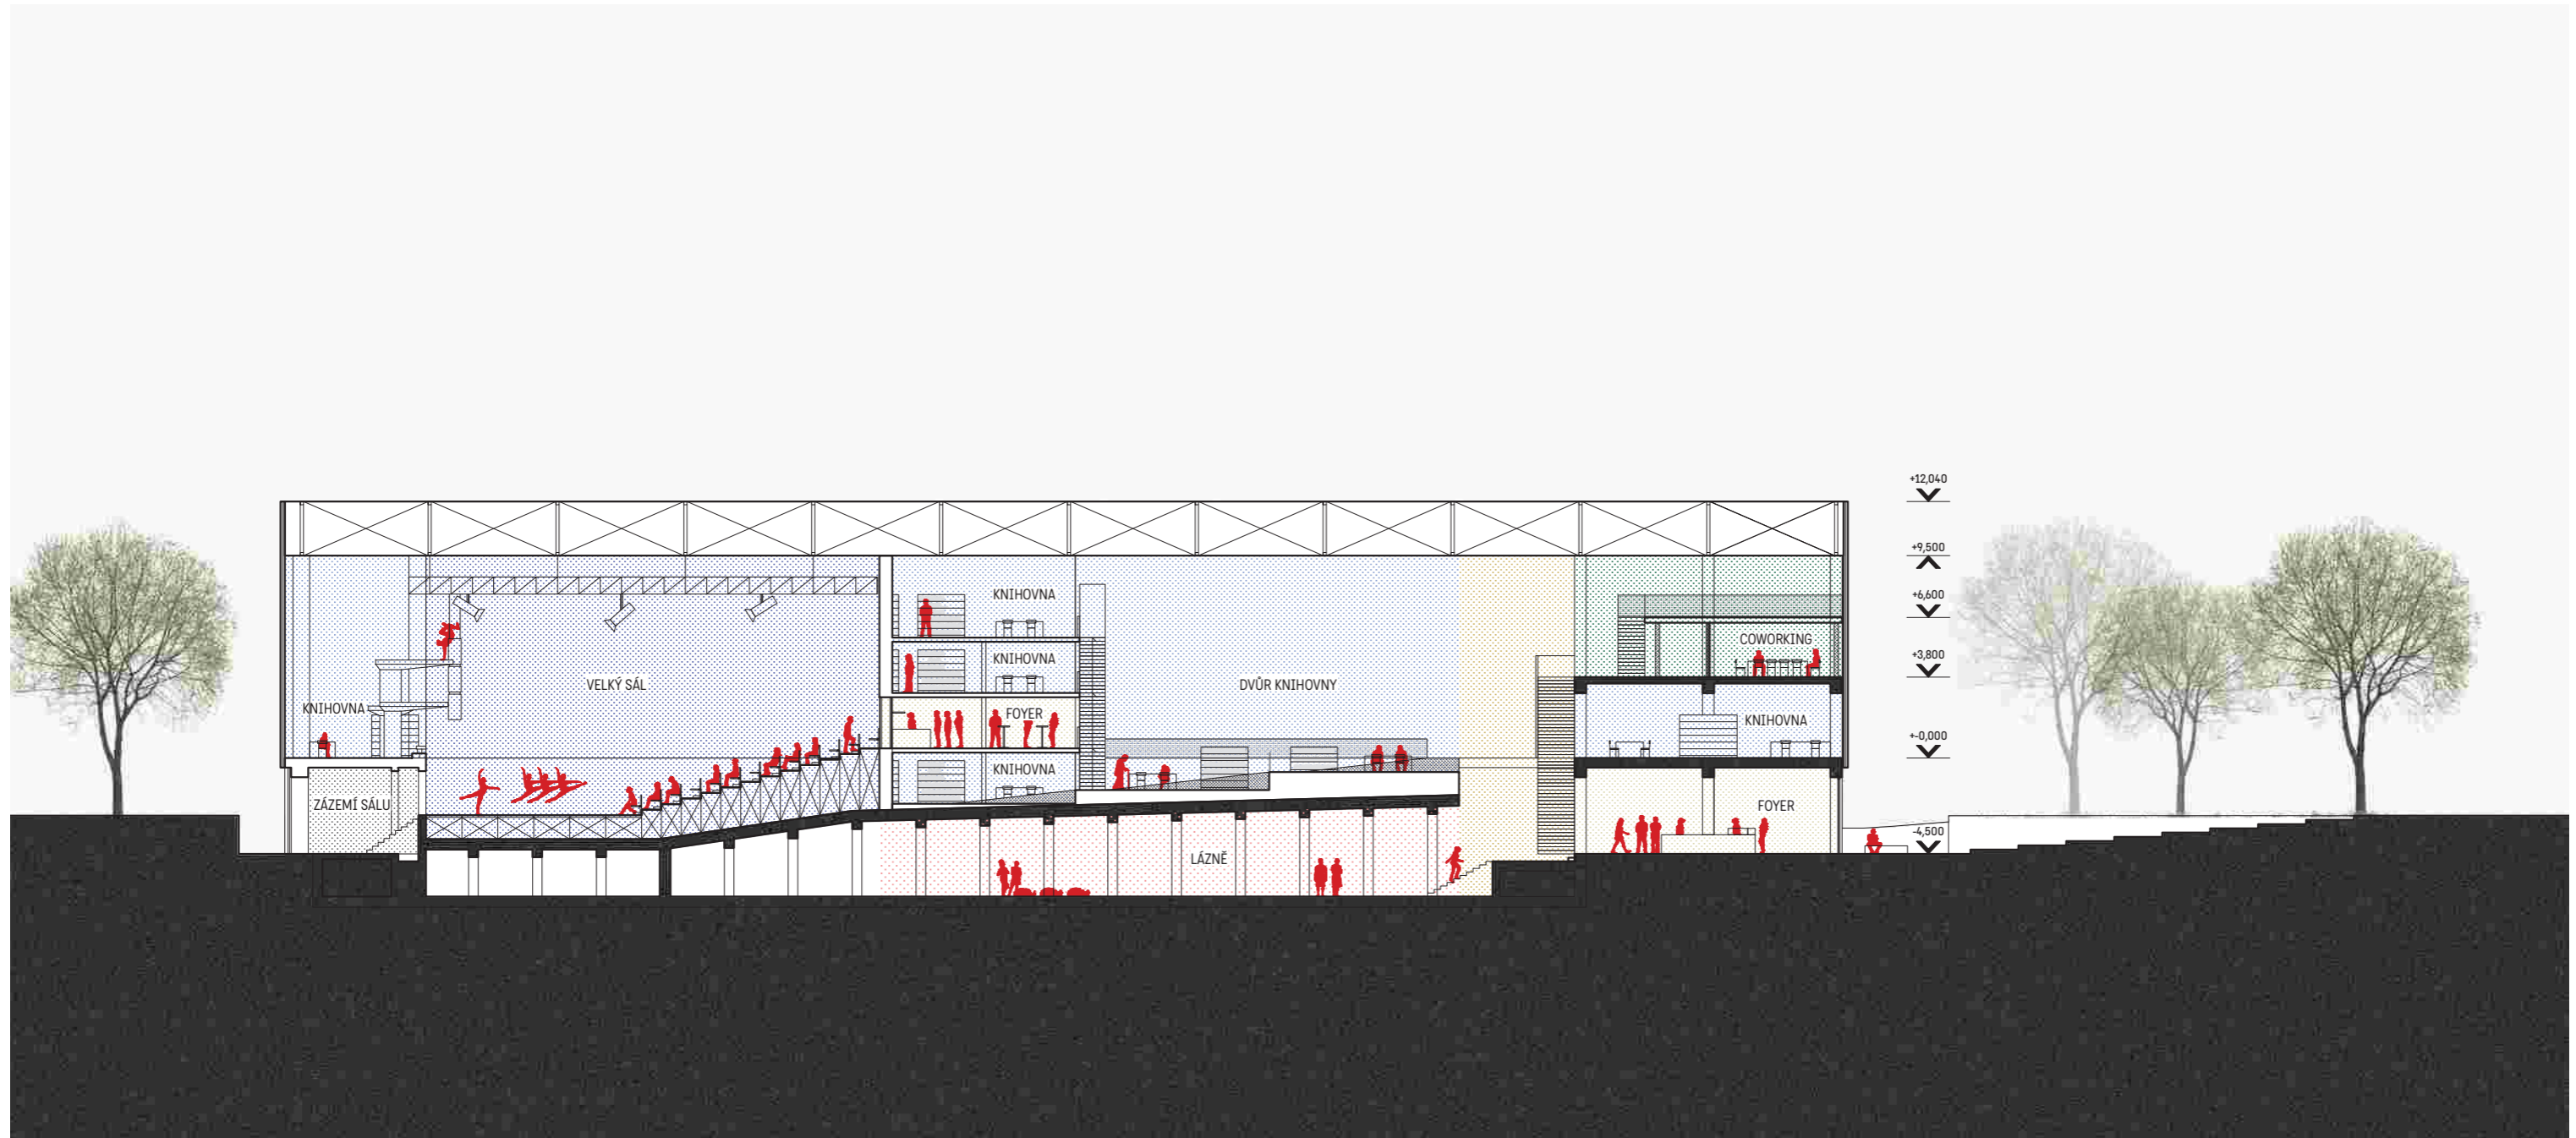 +12,040
+9,500
+6,600
+3,800
+-0,000
-4,500
KNIHOVNA
ZÁZEMÍ SÁLU
VELKÝ SÁL
KNIHOVNA
KNIHOVNA
FOYER
KNIHOVNA
DVŮR KNIHOVNY
LÁZNĚ
COWORKING
KNIHOVNA
FOYER